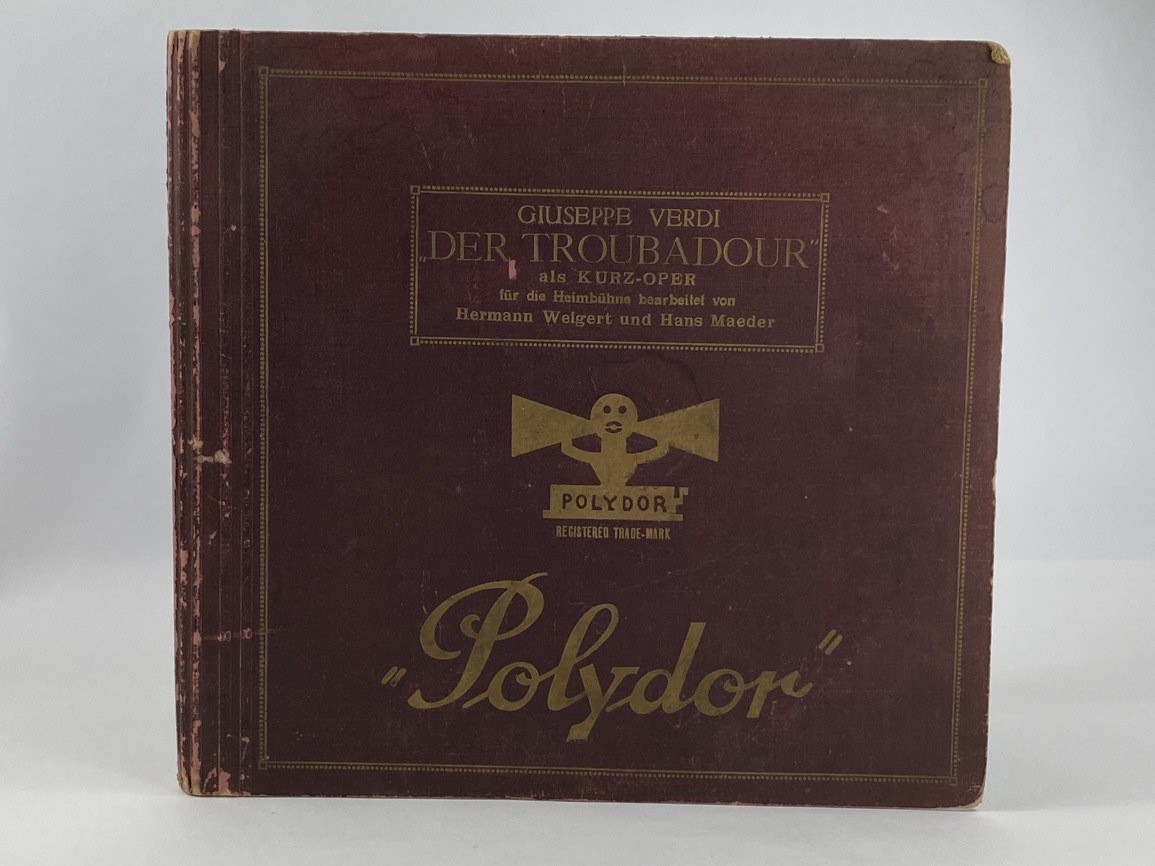 GIUSEPPE VERDI
„DER TROUBADOUR"
als KURZ-OPER
für die Heimbühne bearbeitet von
Hermann Weigert und Hans Maeder
POLYDOR
REGISTERED TRADE-MARK
"Polydor"